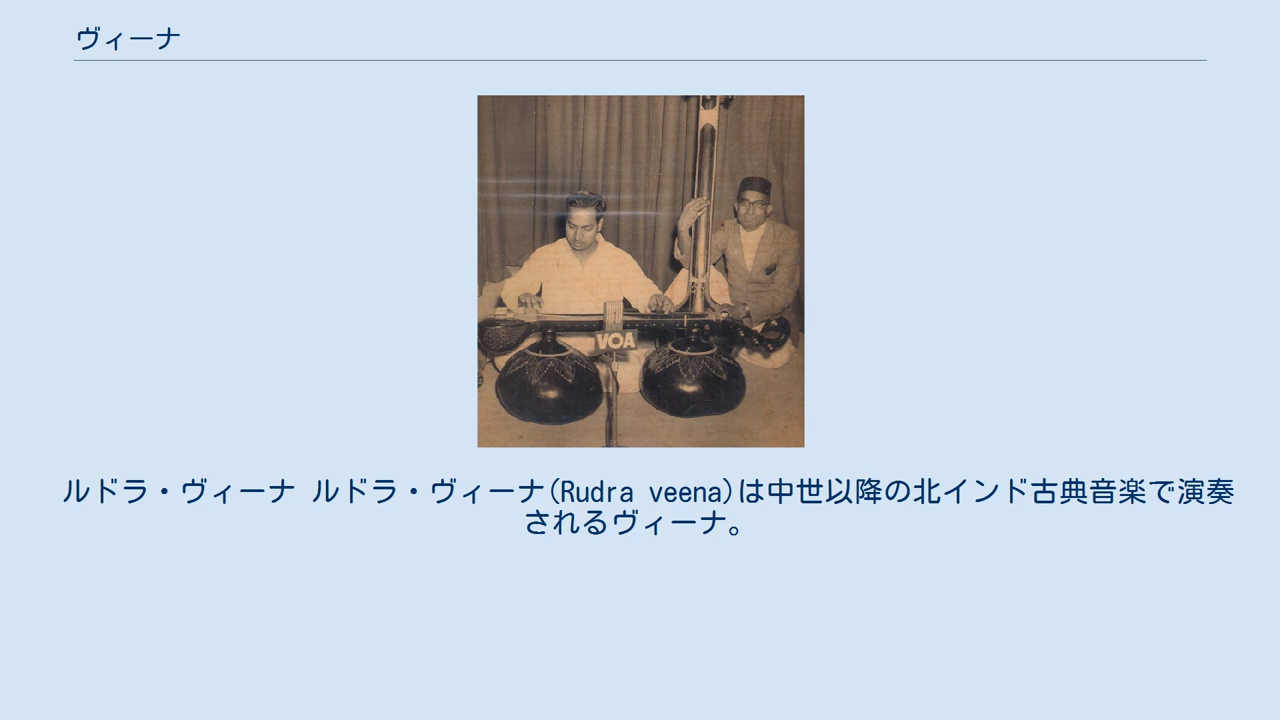 ヴィーナ
VOA
ルドラ・ヴィーナ ルドラ・ヴィーナ(Rudra veena)は中世以降の北インド古典音楽で演奏
されるヴィーナ。